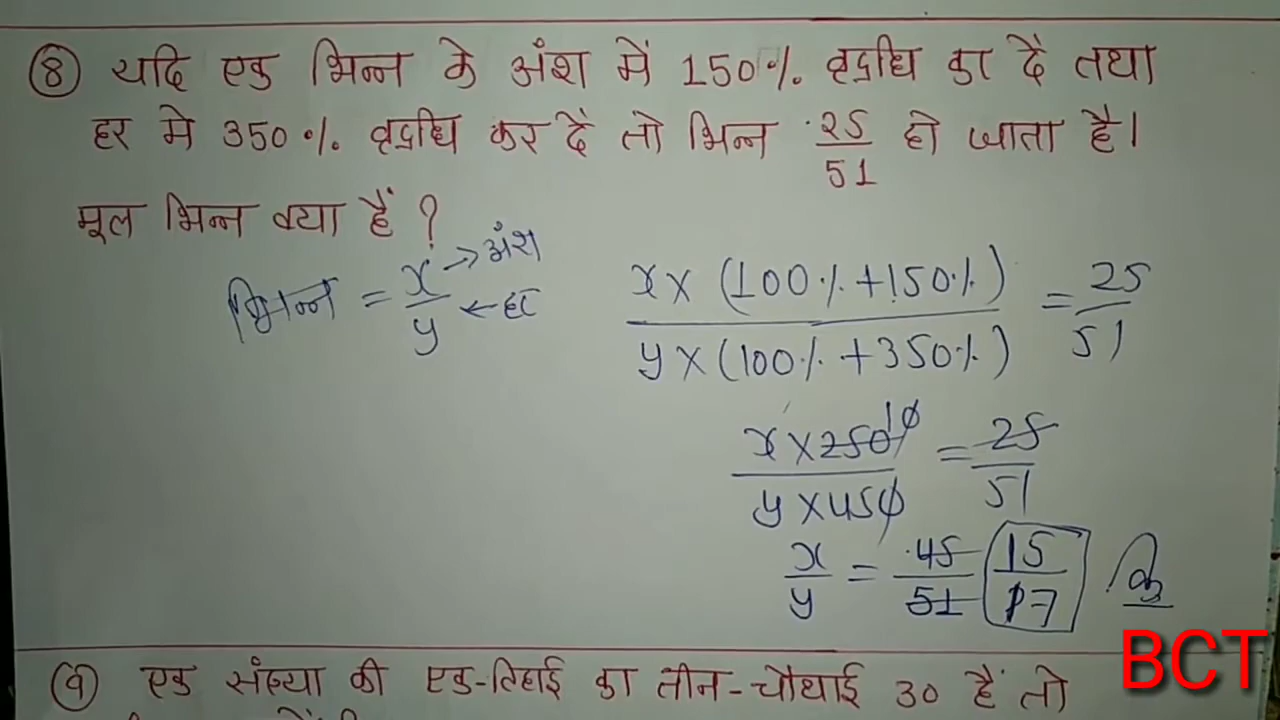 ⑧ यदि एक भिन्न के अंश में 150% वृद्धि का दे तथा
हर मे 350% वृद्धि कर दें तो भिन्न 25/51 हो जाता है।
मूल भिन्न क्या हैं ?
भिन्न = x/y → अंश ← हर
x × (100% + 150%) / y × (100% + 350%) = 25/51
x × 250 10 / y × 450 = 25/51
x/y = 45/51 15/17
⑨ एक संख्या की एक-तिहाई का तीन-चौथाई 30 हैं तो
BCT